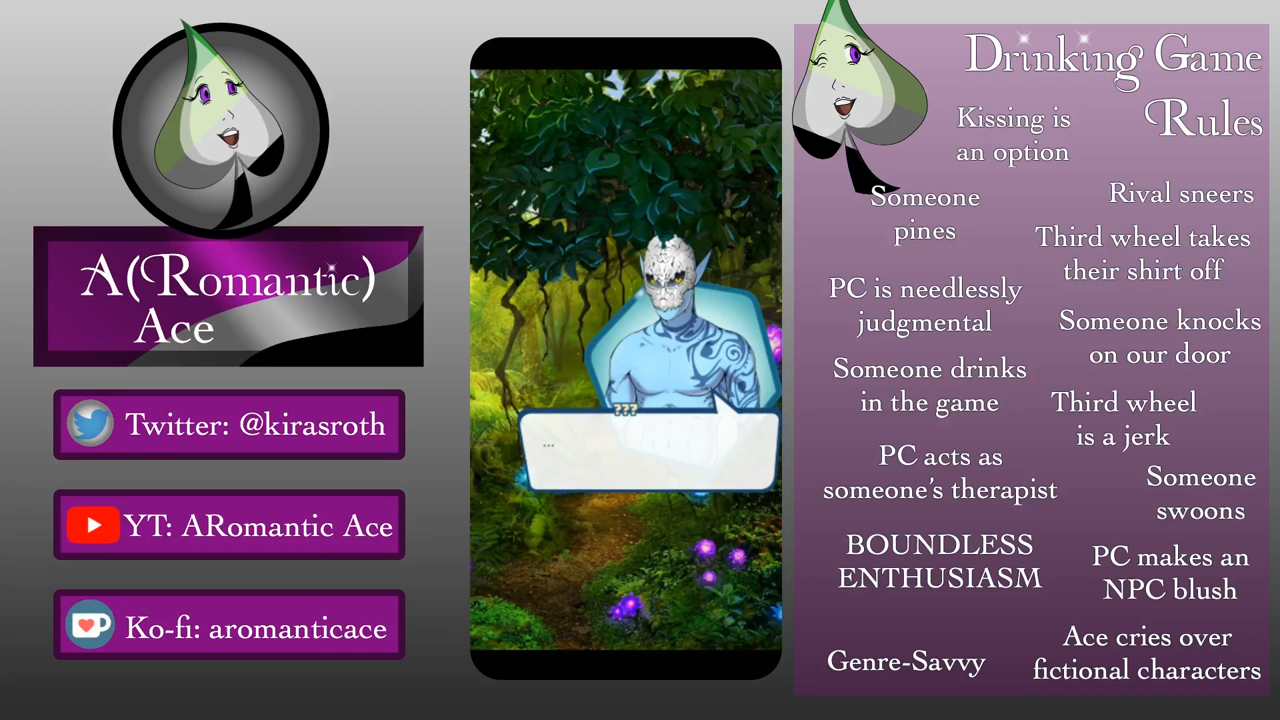 A(Romantic)
Ace
Twitter: @kirasroth
YT: ARomantic Ace
Ko-fi: aromanticace
???
...
Drinking Game
Rules
Kissing is
an option
Someone
pines
Rival sneers
Third wheel takes
their shirt off
PC is needlessly
judgmental
Someone knocks
on our door
Someone drinks
in the game
Third wheel
is a jerk
PC acts as
someone's therapist
Someone
swoons
BOUNDLESS
ENTHUSIASM
PC makes an
NPC blush
Genre-Savvy
Ace cries over
fictional characters